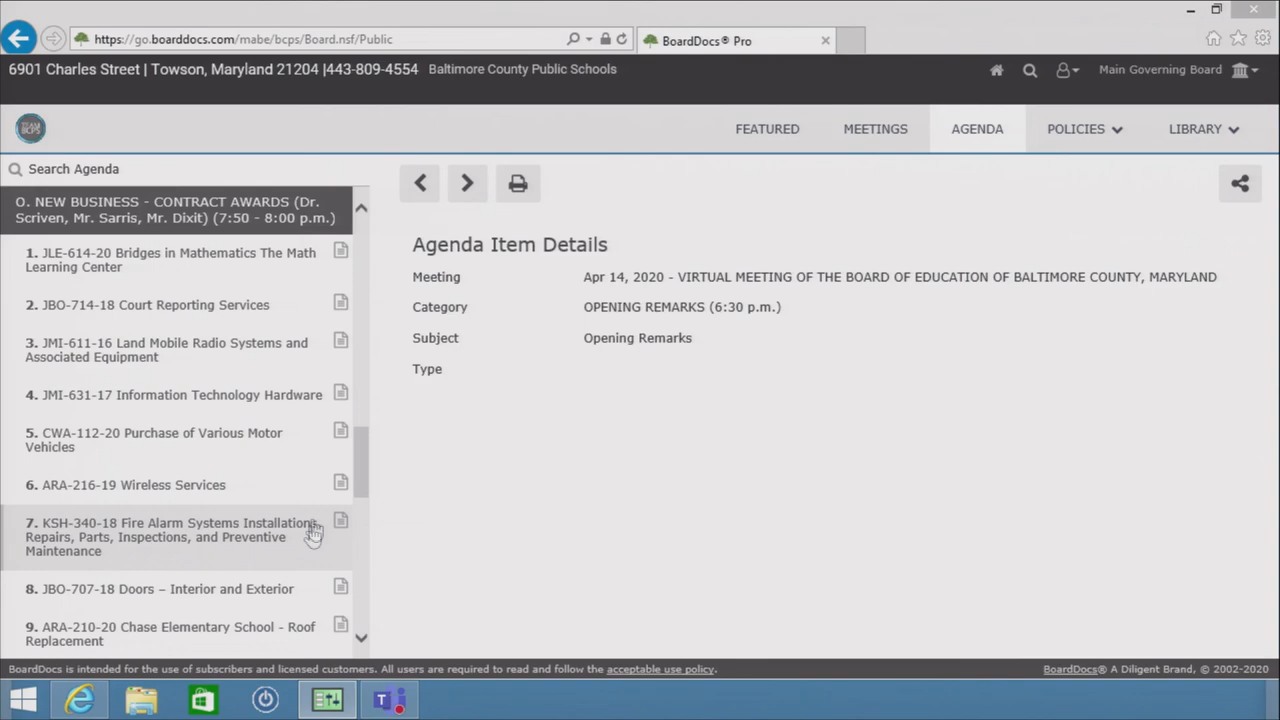 https://go.boarddocs.com/mabe/bcps/Board.nsf/Public
BoardDocs® Pro
6901 Charles Street | Towson, Maryland 21204 |443-809-4554
Baltimore County Public Schools
Main Governing Board
TEAM
BCPS
FEATURED
MEETINGS
AGENDA
POLICIES
LIBRARY
Search Agenda
O. NEW BUSINESS - CONTRACT AWARDS (Dr.
Scriven, Mr. Sarris, Mr. Dixit) (7:50 - 8:00 p.m.)
1. JLE-614-20 Bridges in Mathematics The Math
Learning Center
2. JBO-714-18 Court Reporting Services
3. JMI-611-16 Land Mobile Radio Systems and
Associated Equipment
4. JMI-631-17 Information Technology Hardware
5. CWA-112-20 Purchase of Various Motor
Vehicles
6. ARA-216-19 Wireless Services
7. KSH-340-18 Fire Alarm Systems Installations,
Repairs, Parts, Inspections, and Preventive
Maintenance
8. JBO-707-18 Doors – Interior and Exterior
9. ARA-210-20 Chase Elementary School - Roof
Replacement
Agenda Item Details
Meeting
Apr 14, 2020 - VIRTUAL MEETING OF THE BOARD OF EDUCATION OF BALTIMORE COUNTY, MARYLAND
Category
OPENING REMARKS (6:30 p.m.)
Subject
Opening Remarks
Type
BoardDocs is intended for the use of subscribers and licensed customers. All users are required to read and follow the acceptable use policy.
BoardDocs® A Diligent Brand, © 2002-2020